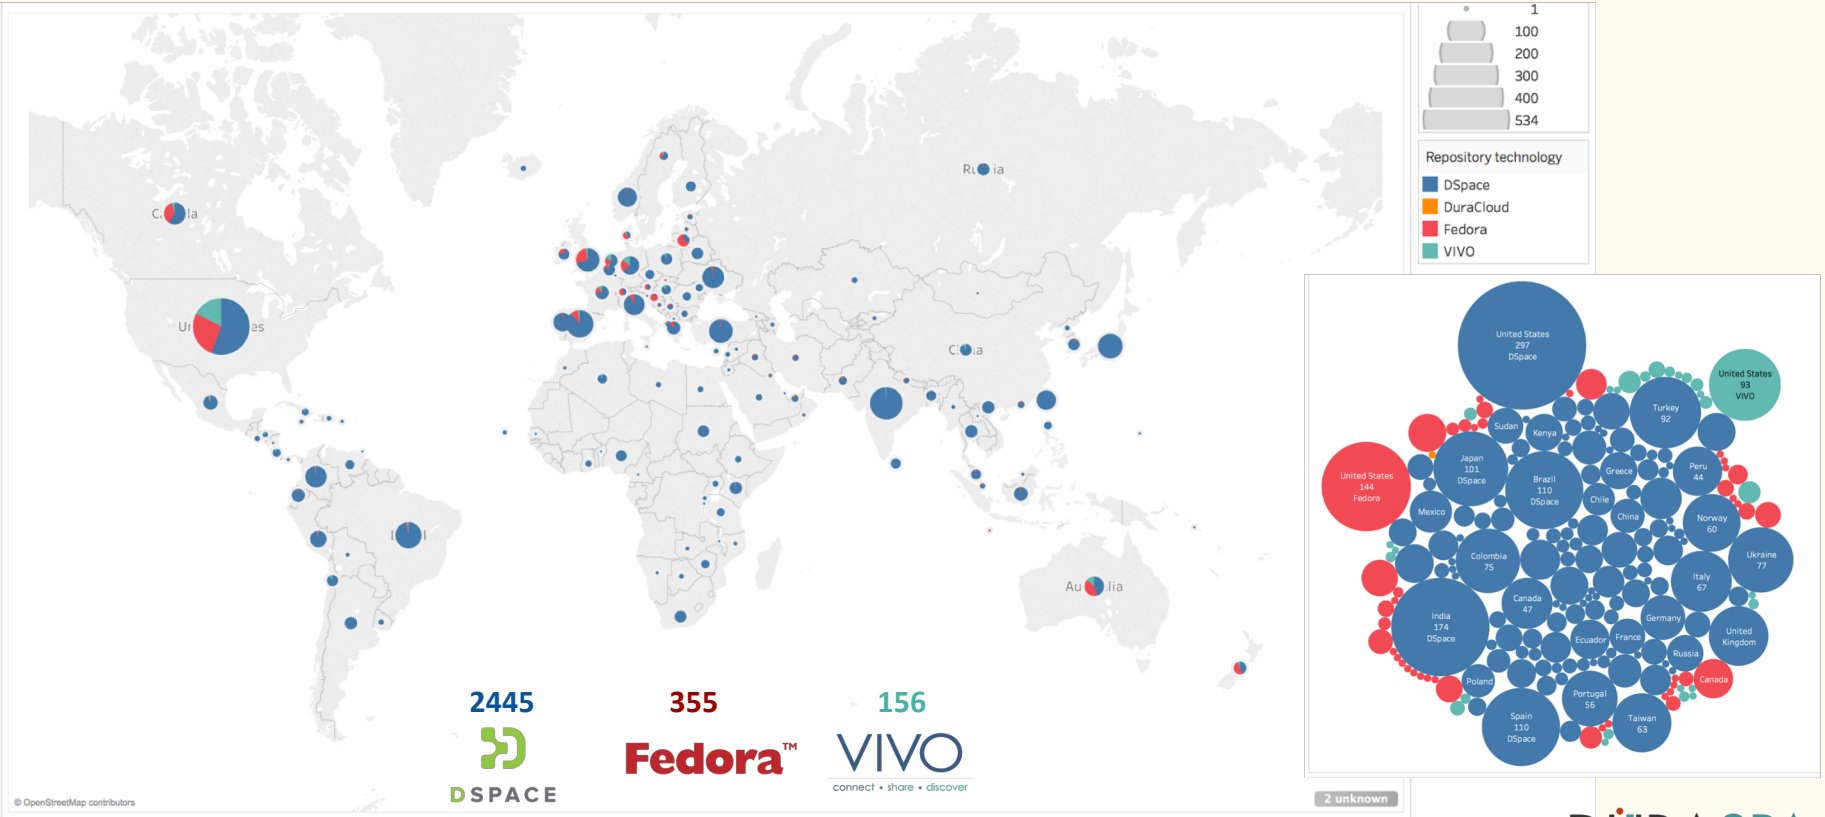 1
100
200
300
400
534
Repository technology
DSpace
DuraCloud
Fedora
VIVO
Russia
China
2445
355
156
DSPACE
Fedora™
VIVO
connect • share • discover
© OpenStreetMap contributors
2 unknown
United States
297
DSpace
United States
93
VIVO
Turkey
92
Sudan
Kenya
Japan
101
DSpace
United States
144
Fedora
Brazil
110
DSpace
Greece
Peru
44
Chile
Mexico
China
Norway
60
Colombia
75
Ukraine
77
Italy
67
Canada
47
India
174
DSpace
Germany
United
Kingdom
Ecuador
France
Russia
Poland
Canada
Portugal
56
Spain
110
DSpace
Taiwan
63